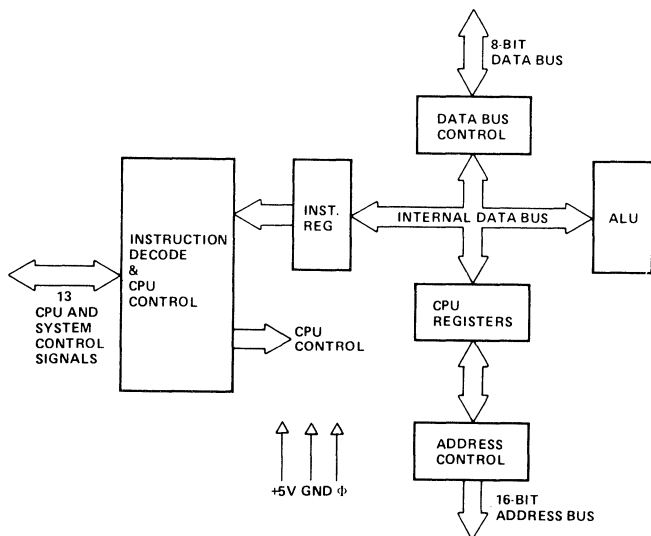 8-BIT
DATA BUS
DATA BUS
CONTROL
INST.
REG
INTERNAL DATA BUS
ALU
INSTRUCTION
DECODE
&
CPU
CONTROL
13
CPU AND
SYSTEM
CONTROL
SIGNALS
CPU
REGISTERS
CPU
CONTROL
ADDRESS
CONTROL
+5V GND Φ
16-BIT
ADDRESS BUS